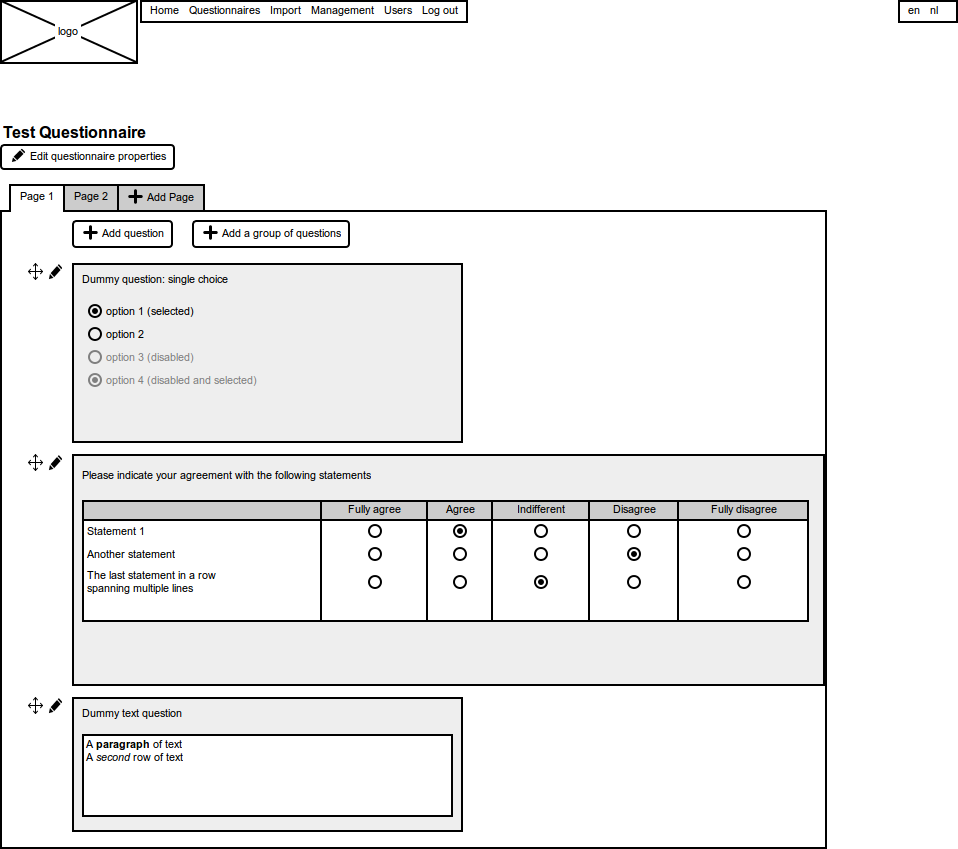 logo
Home Questionnaires Import Management Users Log out
en nl
Test Questionnaire
Edit questionnaire properties
Page 1 Page 2 Add Page
Add question Add a group of questions
Dummy question: single choice
option 1 (selected)
option 2
option 3 (disabled)
option 4 (disabled and selected)
Please indicate your agreement with the following statements
Fully agree Agree Indifferent Disagree Fully disagree
Statement 1
Another statement
The last statement in a row
spanning multiple lines
Dummy text question
A paragraph of text
A second row of text